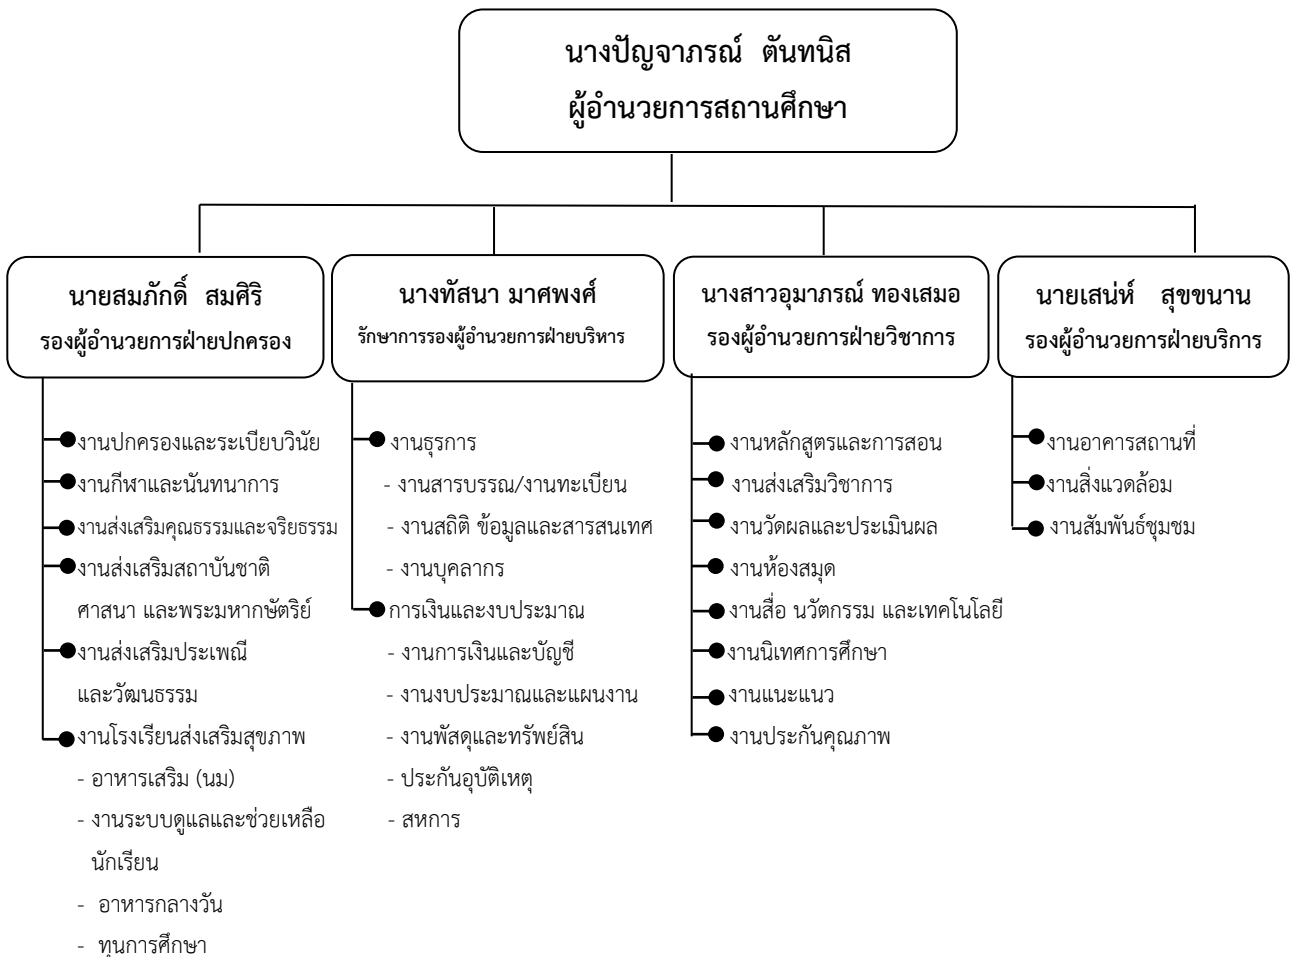 นางปัญจาภรณ์ ตันทนิส
ผู้อำนวยการสถานศึกษา
นายสมภักดิ์ สมศิริ
รองผู้อำนวยการฝ่ายปกครอง
นางทัสนา มาศพงศ์
รักษาการรองผู้อำนวยการฝ่ายบริหาร
นางสาวอุมาภรณ์ ทองเสมอ
รองผู้อำนวยการฝ่ายวิชาการ
นายเสน่ห์ สุขขนาน
รองผู้อำนวยการฝ่ายบริการ
งานปกครองและระเบียบวินัย
งานกีฬาและนันทนาการ
งานส่งเสริมคุณธรรมและจริยธรรม
งานส่งเสริมสถาบันชาติ
ศาสนา และพระมหากษัตริย์
งานส่งเสริมประเพณี
และวัฒนธรรม
งานโรงเรียนส่งเสริมสุขภาพ
- อาหารเสริม (นม)
- งานระบบดูแลและช่วยเหลือ
นักเรียน
- อาหารกลางวัน
- ทุนการศึกษา
งานธุรการ
- งานสารบรรณ/งานทะเบียน
- งานสถิติ ข้อมูลและสารสนเทศ
- งานบุคลากร
การเงินและงบประมาณ
- งานการเงินและบัญชี
- งานงบประมาณและแผนงาน
- งานพัสดุและทรัพย์สิน
- ประกันอุบัติเหตุ
- สหการ
งานหลักสูตรและการสอน
งานส่งเสริมวิชาการ
งานวัดผลและประเมินผล
งานห้องสมุด
งานสื่อ นวัตกรรม และเทคโนโลยี
งานนิเทศการศึกษา
งานแนะแนว
งานประกันคุณภาพ
งานอาคารสถานที่
งานสิ่งแวดล้อม
งานสัมพันธ์ชุมชม